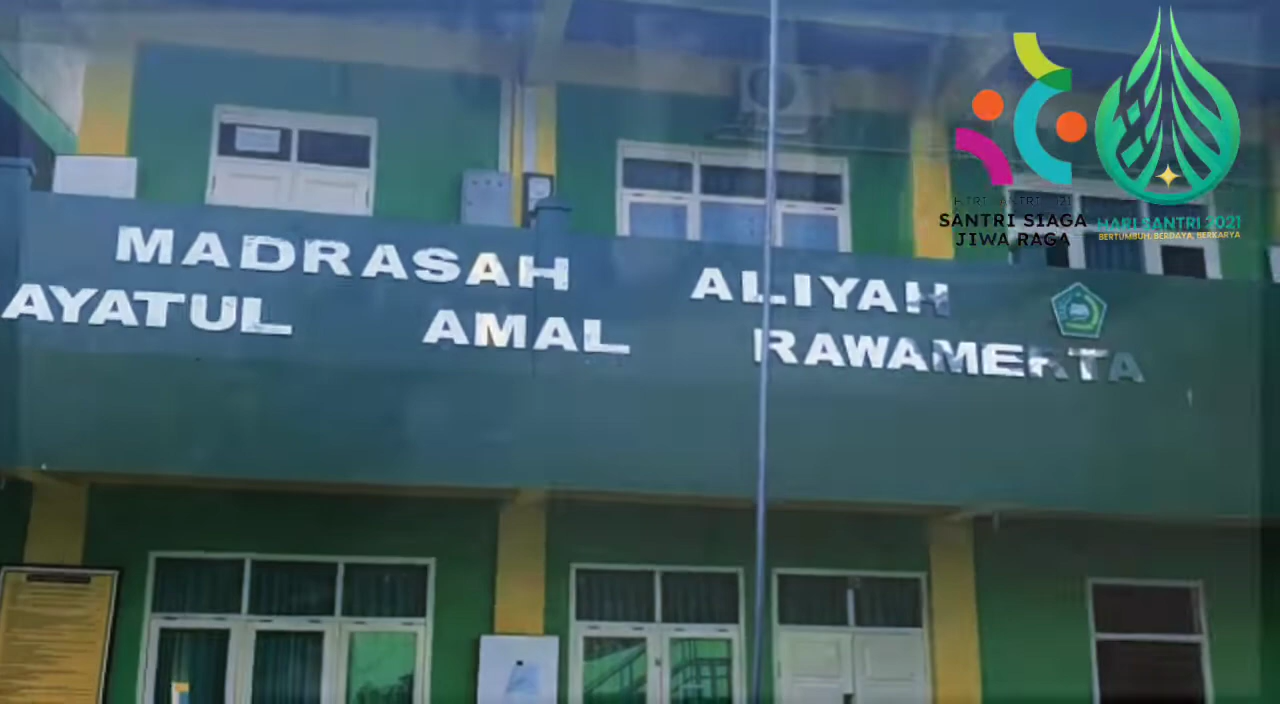 SANTRI SIAGA
JIWA RAGA
HARI SANTRI 2021
BERTUMBUH, BERDAYA, BERKARYA
MADRASAH ALIYAH
AYATUL AMAL RAWAMERTA